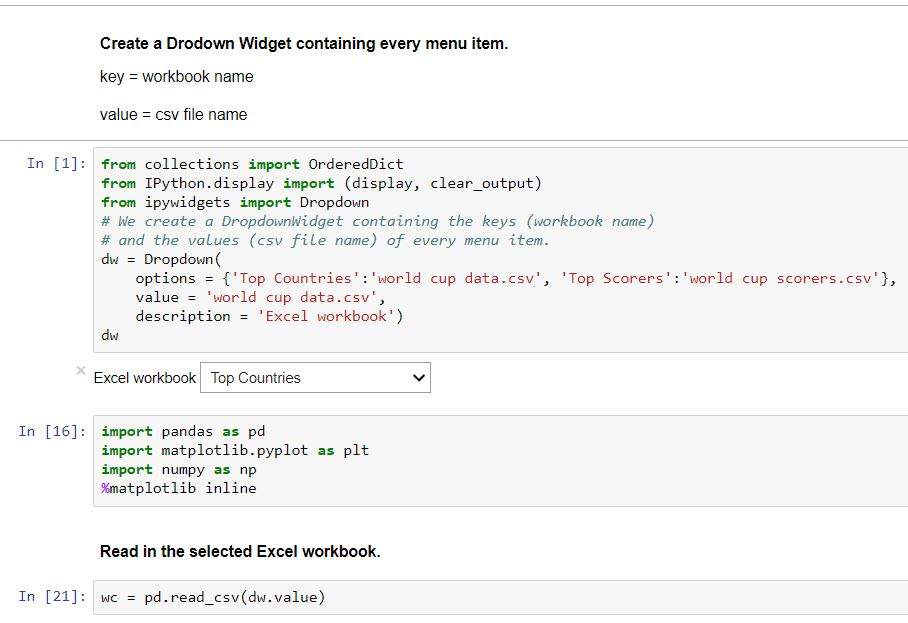 Create a Drodown Widget containing every menu item.
key = workbook name
value = csv file name
In [1]:
from collections import OrderedDict
from IPython.display import (display, clear_output)
from ipywidgets import Dropdown
# We create a DropdownWidget containing the keys (workbook name)
# and the values (csv file name) of every menu item.
dw = Dropdown(
    options = {'Top Countries':'world cup data.csv', 'Top Scorers':'world cup scorers.csv'},
    value = 'world cup data.csv',
    description = 'Excel workbook')
dw
Excel workbook Top Countries
In [16]:
import pandas as pd
import matplotlib.pyplot as plt
import numpy as np
%matplotlib inline
Read in the selected Excel workbook.
In [21]:
wc = pd.read_csv(dw.value)